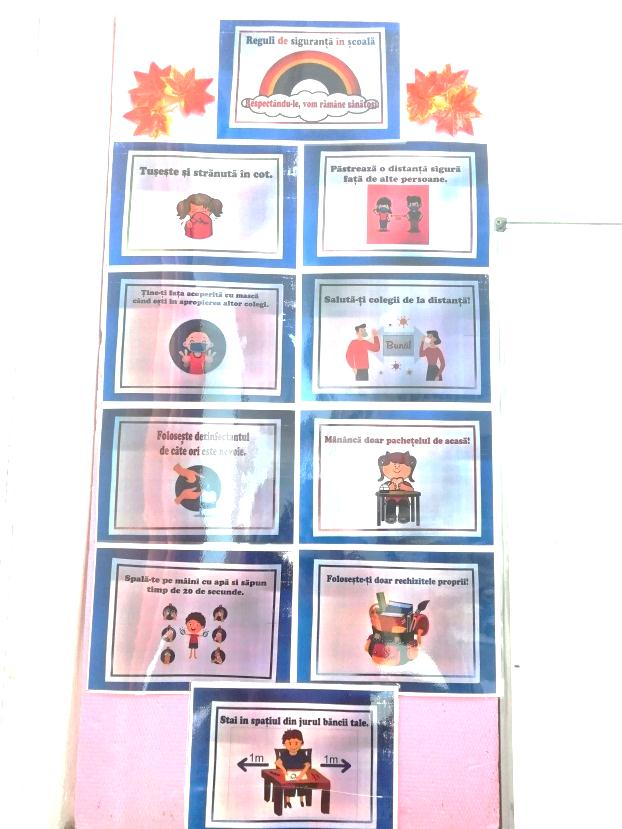 Reguli de siguranță în școală
Respectându-le, vom rămâne sănătoși!
Tușește și strănută în cot.
Păstrează o distanță sigură
față de alte persoane.
Ține-ti fața acoperită cu mască
când ești în apropierea altor colegi.
Salută-ți colegii de la distanță!
Bună!
Folosește dezinfectantul
de câte ori este nevoie.
Mănâncă doar pachețelul de acasă!
Spală-te pe mâini cu apă si săpun
timp de 20 de secunde.
Folosește-ți doar rechizitele proprii!
Stai în spațiul din jurul băncii tale.
1m 1m